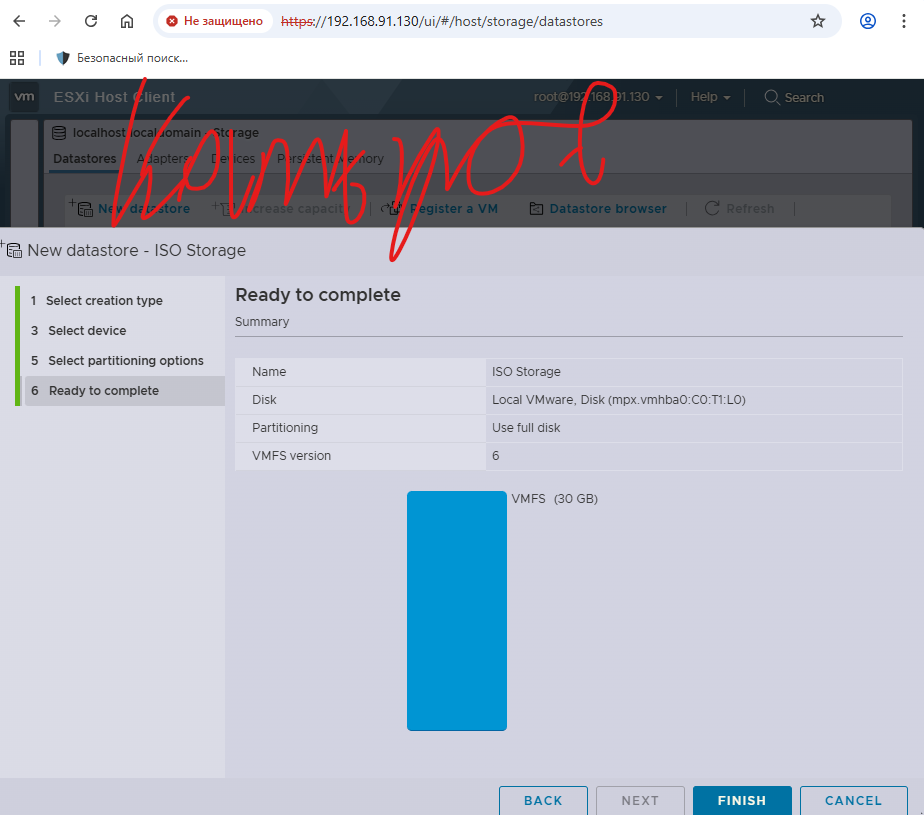 Не защищено https://192.168.91.130/ui/#/host/storage/datastores
Безопасный поиск...
vm ESXi Host Client root@192.168.91.130 Help Search
localhost.localdomain - Storage
Datastores Adapters Devices Persistent Memory
New datastore Increase capacity Register a VM Datastore browser Refresh
New datastore - ISO Storage
1 Select creation type
3 Select device
5 Select partitioning options
6 Ready to complete
Ready to complete
Summary
Name ISO Storage
Disk Local VMware, Disk (mpx.vmhba0:C0:T1:L0)
Partitioning Use full disk
VMFS version 6
VMFS (30 GB)
BACK NEXT FINISH CANCEL